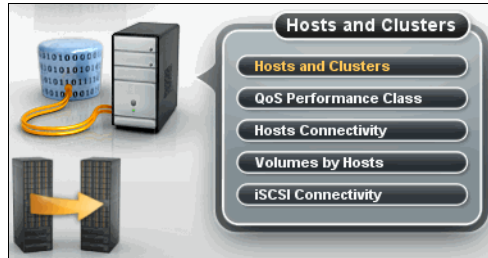 Hosts and Clusters
Hosts and Clusters
QoS Performance Class
Hosts Connectivity
Volumes by Hosts
iSCSI Connectivity